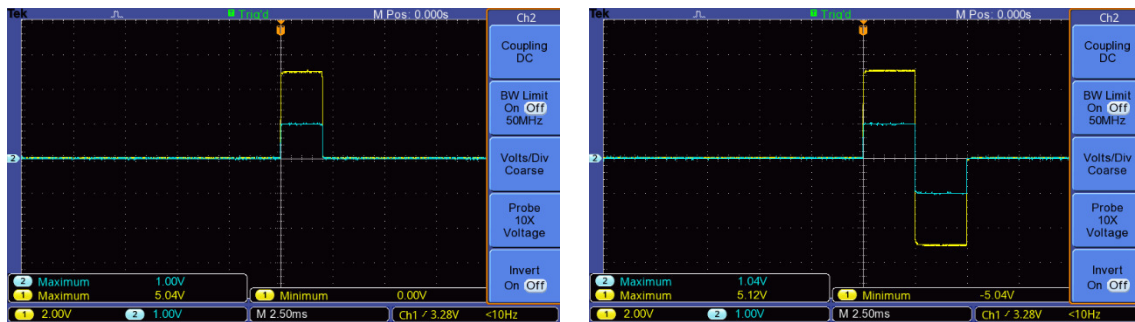 Tek Trig'd M Pos: 0.000s
Ch2
Coupling
DC
BW Limit
On Off
50MHz
Volts/Div
Coarse
Probe
10X
Voltage
Invert
On Off
2
2 Maximum 1.00V
1 Maximum 5.04V
1 Minimum 0.00V
1 2.00V 2 1.00V M 2.50ms Ch1 3.28V <10Hz
Tek Trig'd M Pos: 0.000s
Ch2
Coupling
DC
BW Limit
On Off
50MHz
Volts/Div
Coarse
Probe
10X
Voltage
Invert
On Off
2
2 Maximum 1.04V
1 Maximum 5.12V
1 Minimum -5.04V
1 2.00V 2 1.00V M 2.50ms Ch1 3.28V <10Hz